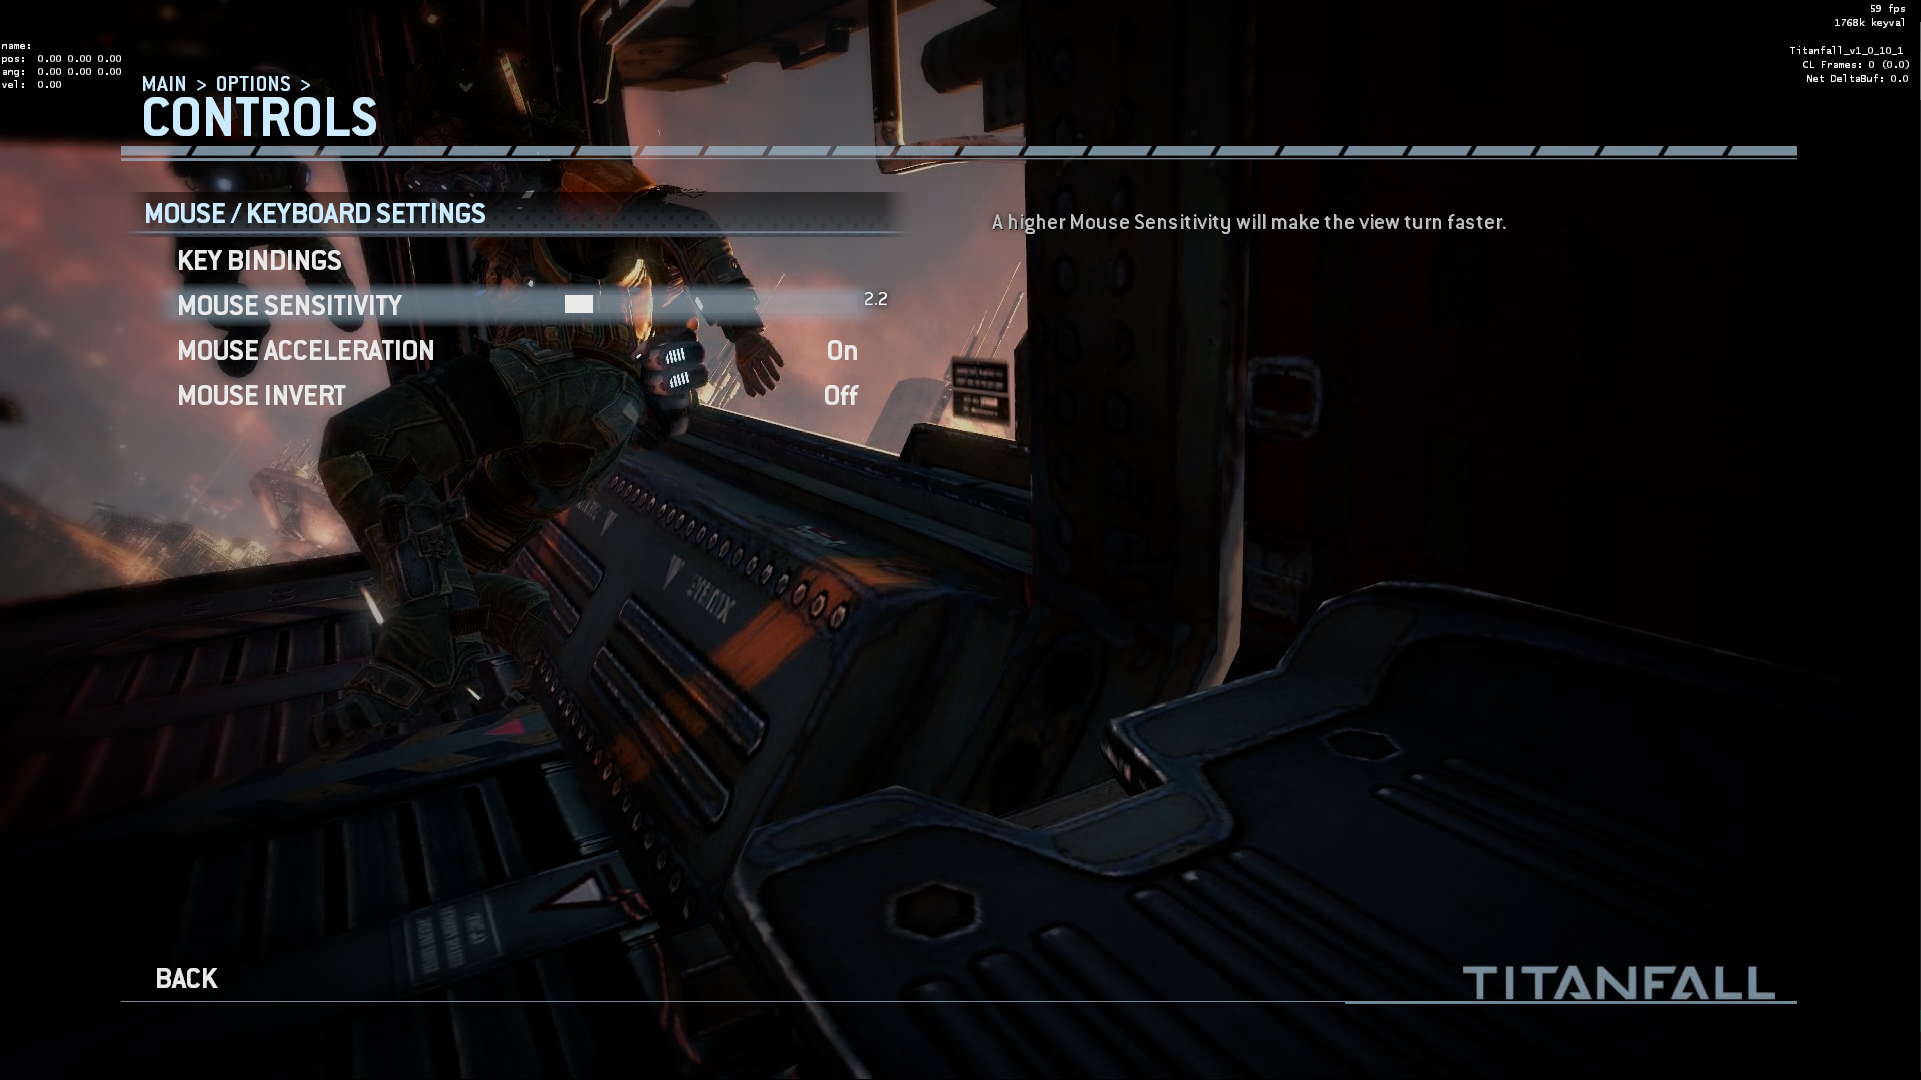 59 fps
1768k keyval
name:
pos: 0.00 0.00 0.00
ang: 0.00 0.00 0.00
vel: 0.00
Titanfall_v1_0_10_1
CL Frames: 0 (0.0)
Net DeltaBuf: 0.0
MAIN > OPTIONS >
CONTROLS
MOUSE / KEYBOARD SETTINGS
A higher Mouse Sensitivity will make the view turn faster.
KEY BINDINGS
MOUSE SENSITIVITY 2.2
MOUSE ACCELERATION On
MOUSE INVERT Off
BACK
TITANFALL